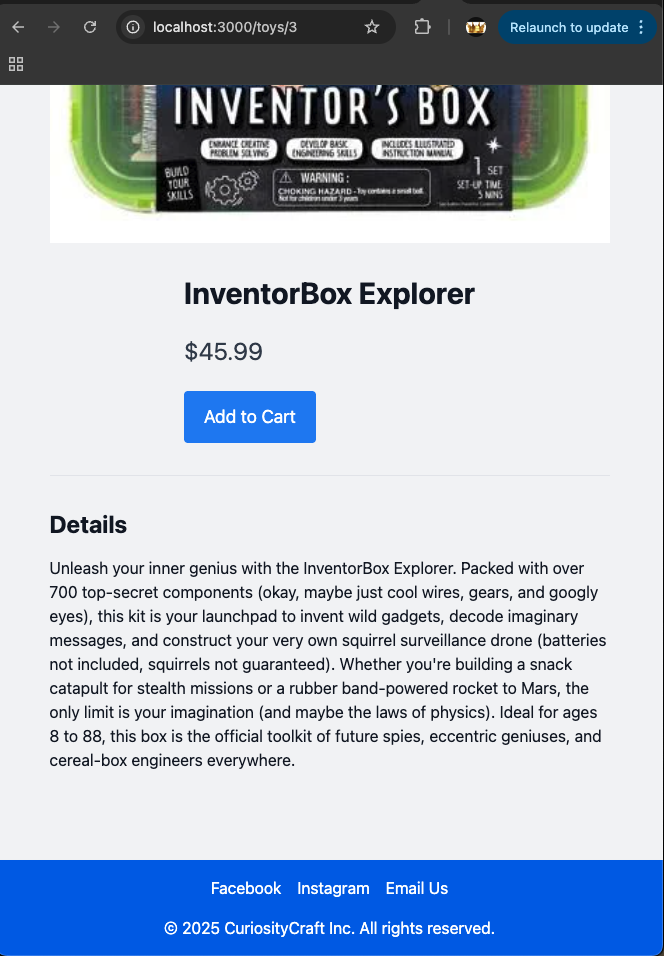 localhost:3000/toys/3
Relaunch to update
INVENTOR'S BOX
ENHANCE CREATIVE
PROBLEM SOLVING
DEVELOP BASIC
ENGINEERING SKILLS
INCLUDES ILLUSTRATED
INSTRUCTION MANUAL
BUILD
YOUR
SKILLS
WARNING :
CHOKING HAZARD - Toy contains a small ball.
Not for children under 3 years
1 SET
SET-UP TIME
5 MINS
InventorBox Explorer
$45.99
Add to Cart
Details
Unleash your inner genius with the InventorBox Explorer. Packed with over
700 top-secret components (okay, maybe just cool wires, gears, and googly
eyes), this kit is your launchpad to invent wild gadgets, decode imaginary
messages, and construct your very own squirrel surveillance drone (batteries
not included, squirrels not guaranteed). Whether you're building a snack
catapult for stealth missions or a rubber band-powered rocket to Mars, the
only limit is your imagination (and maybe the laws of physics). Ideal for ages
8 to 88, this box is the official toolkit of future spies, eccentric geniuses, and
cereal-box engineers everywhere.
Facebook Instagram Email Us
© 2025 CuriosityCraft Inc. All rights reserved.